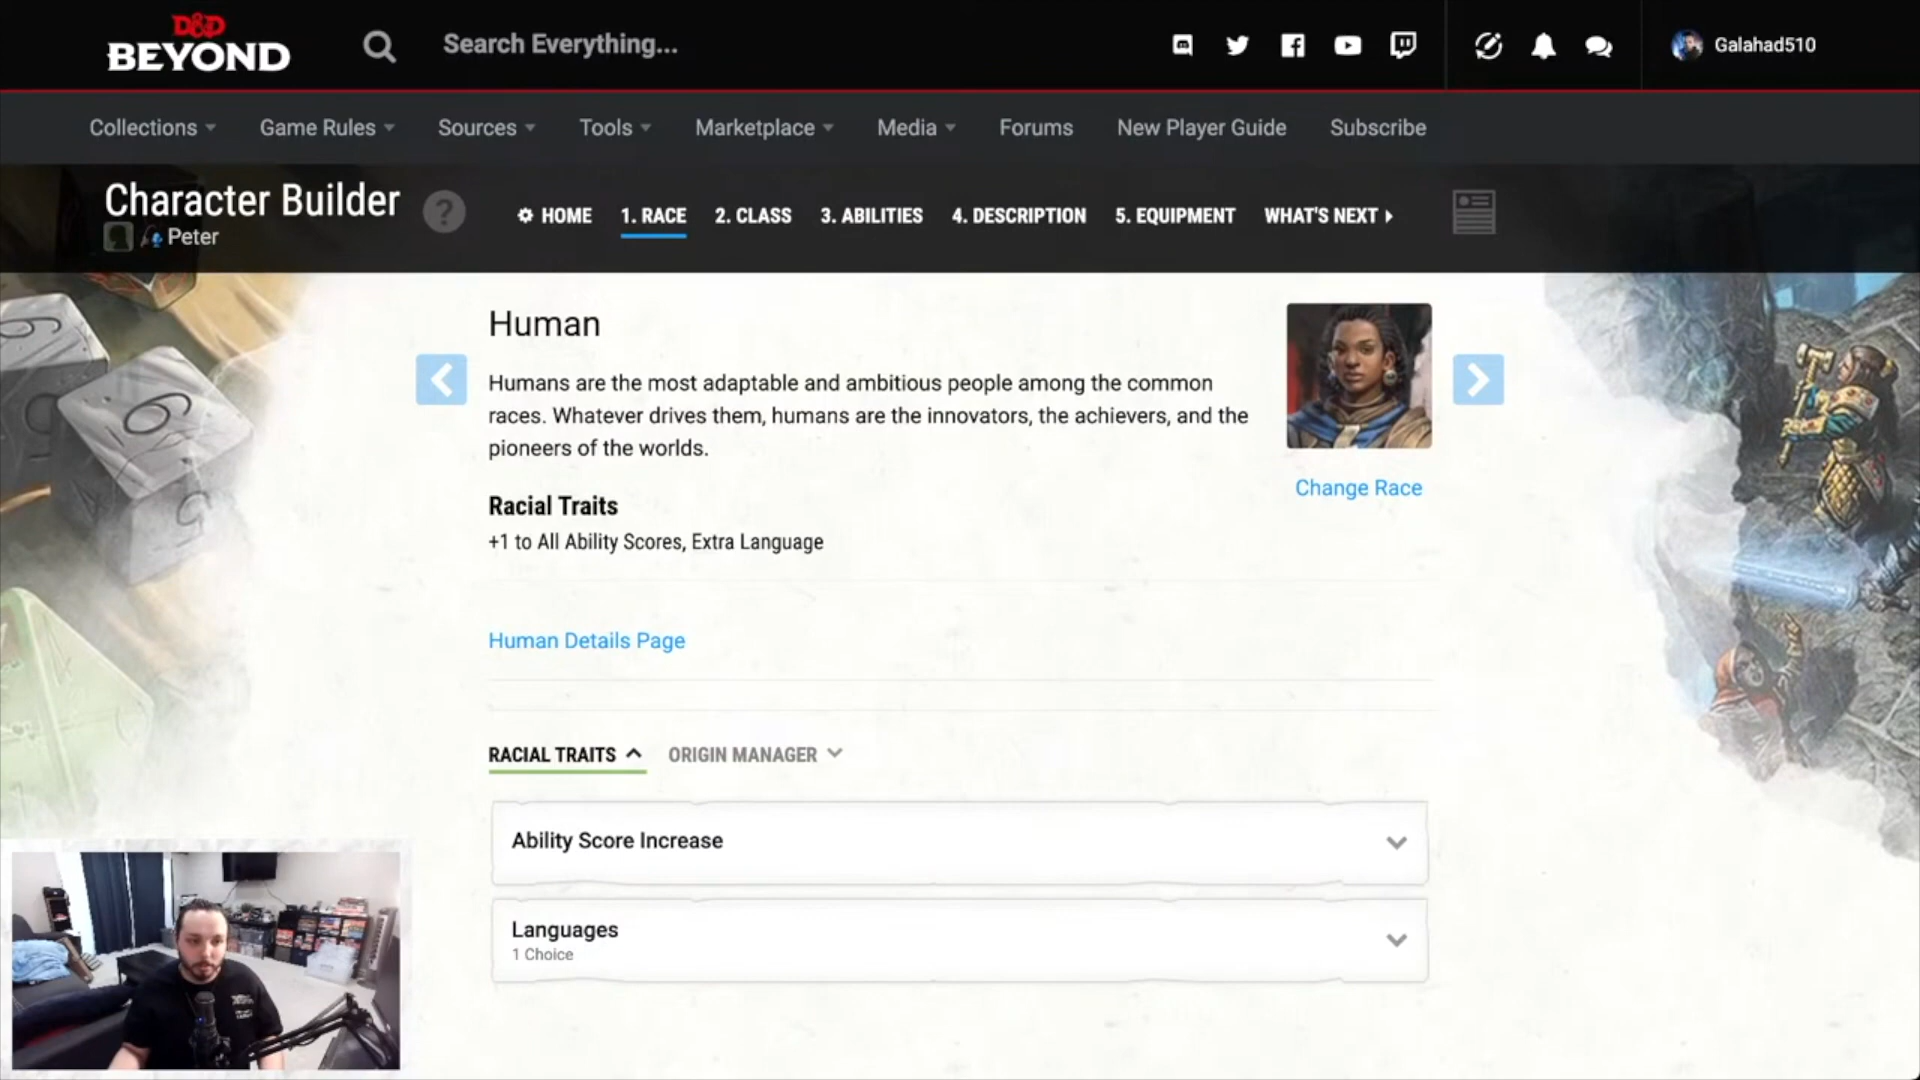 D&D
BEYOND
Search Everything...
Galahad510
Collections
Game Rules
Sources
Tools
Marketplace
Media
Forums
New Player Guide
Subscribe
Character Builder
?
HOME
1. RACE
2. CLASS
3. ABILITIES
4. DESCRIPTION
5. EQUIPMENT
WHAT'S NEXT
Peter
Human
Humans are the most adaptable and ambitious people among the common
races. Whatever drives them, humans are the innovators, the achievers, and the
pioneers of the worlds.
Change Race
Racial Traits
+1 to All Ability Scores, Extra Language
Human Details Page
RACIAL TRAITS
ORIGIN MANAGER
Ability Score Increase
Languages
1 Choice